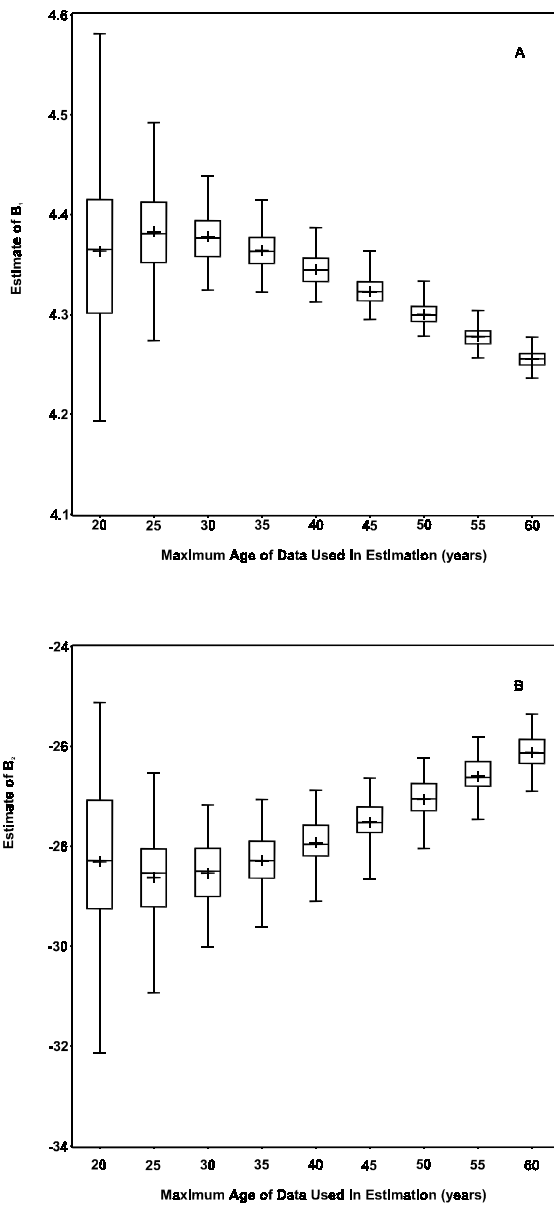 4.6
A
4.5
4.4
Estimate of B₁
4.3
4.2
4.1
20 25 30 35 40 45 50 55 60
Maximum Age of Data Used in Estimation (years)
-24
B
-26
Estimate of B₂
-28
-30
-32
-34
20 25 30 35 40 45 50 55 60
Maximum Age of Data Used in Estimation (years)